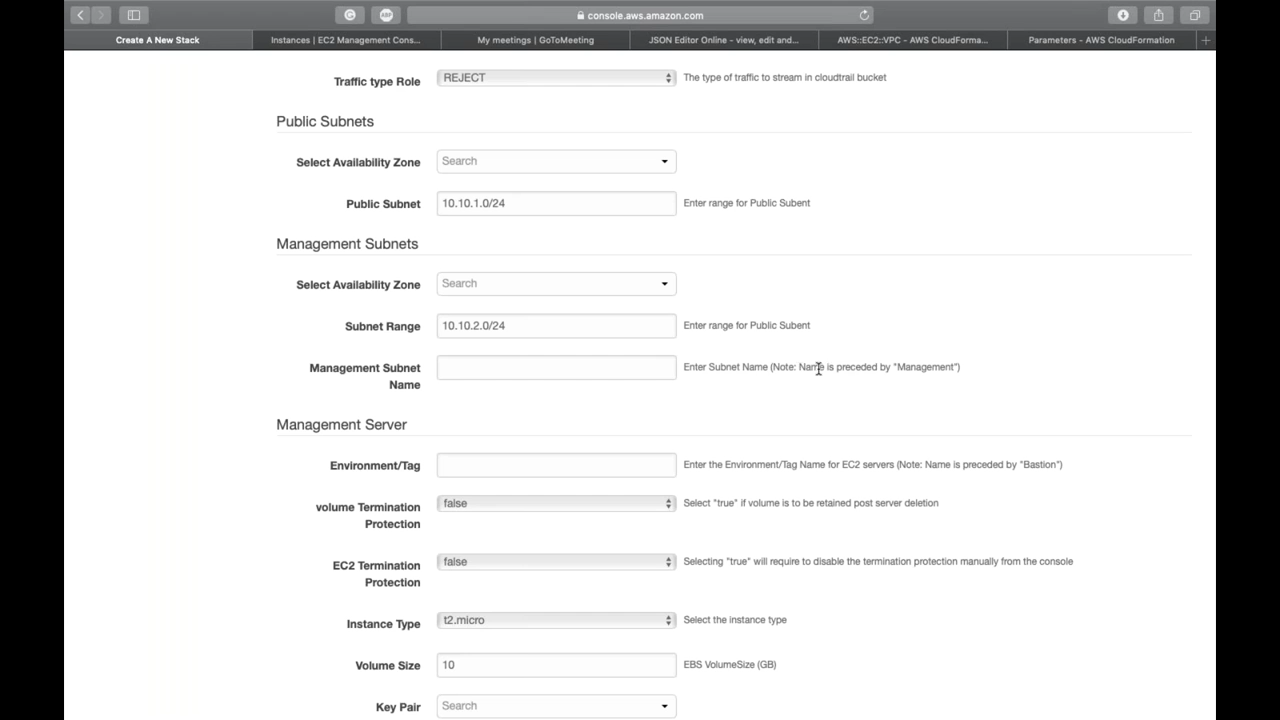 console.aws.amazon.com
Create A New Stack
Instances | EC2 Management Cons...
My meetings | GoToMeeting
JSON Editor Online - view, edit and...
AWS::EC2::VPC - AWS CloudForma...
Parameters - AWS CloudFormation
Traffic type Role
REJECT
The type of traffic to stream in cloudtrail bucket
Public Subnets
Select Availability Zone
Search
Public Subnet
10.10.1.0/24
Enter range for Public Subent
Management Subnets
Select Availability Zone
Search
Subnet Range
10.10.2.0/24
Enter range for Public Subent
Management Subnet
Name
Enter Subnet Name (Note: Name is preceded by "Management")
Management Server
Environment/Tag
Enter the Environment/Tag Name for EC2 servers (Note: Name is preceded by "Bastion")
volume Termination
Protection
false
Select "true" if volume is to be retained post server deletion
EC2 Termination
Protection
false
Selecting "true" will require to disable the termination protection manually from the console
Instance Type
t2.micro
Select the instance type
Volume Size
10
EBS VolumeSize (GB)
Key Pair
Search